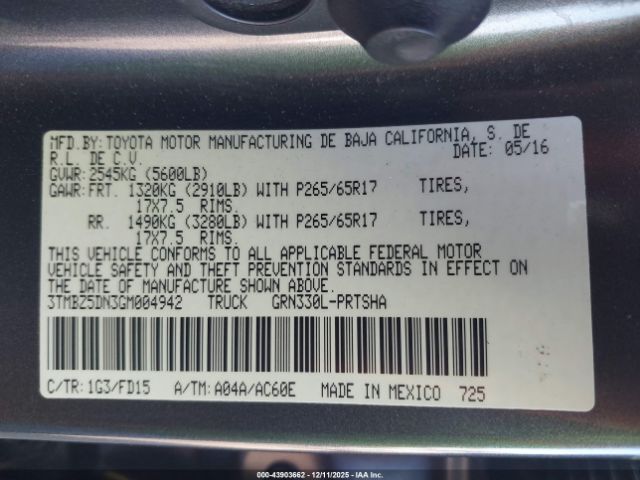 MFD.BY: TOYOTA MOTOR MANUFACTURING DE BAJA CALIFORNIA, S. DE
R.L. DE C.V. DATE: 05/16
GVWR: 2545KG (5600LB)
GAWR: FRT. 1320KG (2910LB) WITH P265/65R17 TIRES,
17X7.5 RIMS.
RR. 1490KG (3280LB) WITH P265/65R17 TIRES,
17X7.5 RIMS.
THIS VEHICLE CONFORMS TO ALL APPLICABLE FEDERAL MOTOR
VEHICLE SAFETY AND THEFT PREVENTION STANDARDS IN EFFECT ON
THE DATE OF MANUFACTURE SHOWN ABOVE.
3TMBZ5DN3GM004942 TRUCK GRN330L-PRTSHA
C/TR: 1G3/FD15 A/TM: A04A/AC60E MADE IN MEXICO 725
000-43903662 - 12/11/2025 - IAA Inc.